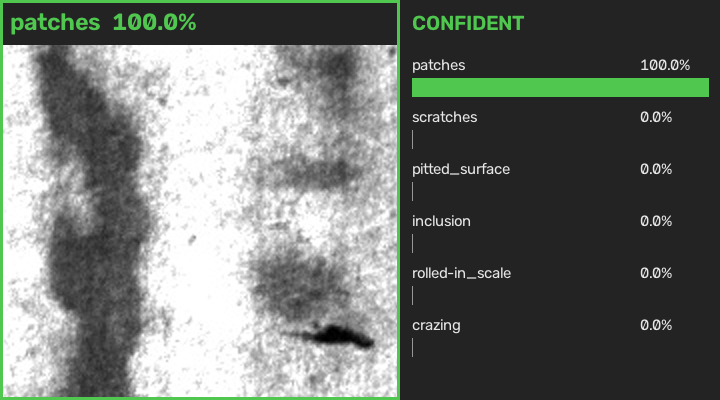 patches 100.0%
CONFIDENT
patches 100.0%
scratches 0.0%
pitted_surface 0.0%
inclusion 0.0%
rolled-in_scale 0.0%
crazing 0.0%